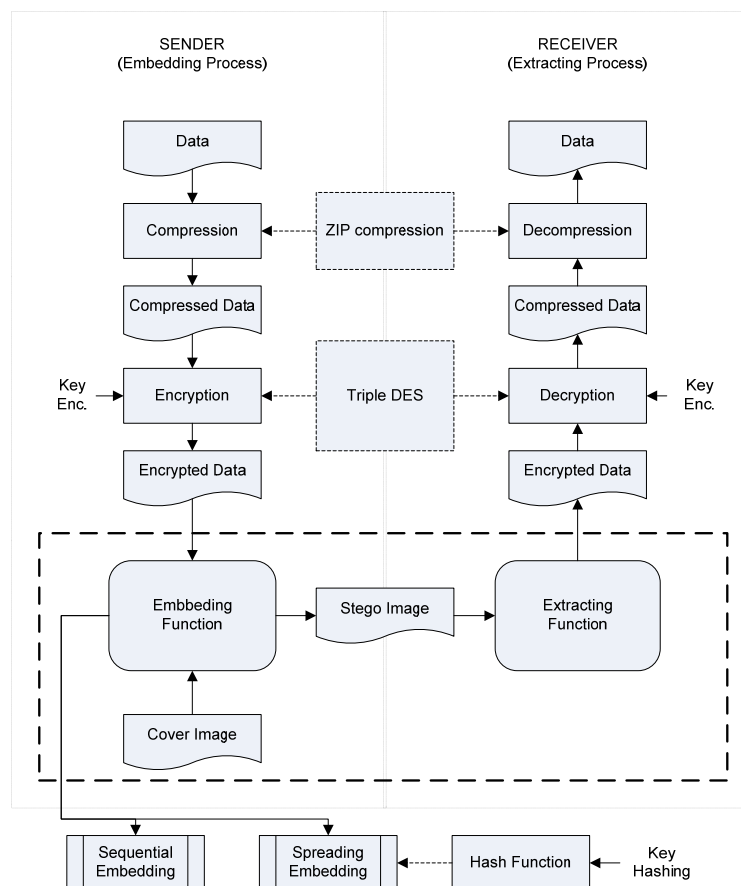 SENDER
(Embedding Process)
RECEIVER
(Extracting Process)
Data
Data
Compression
ZIP compression
Decompression
Compressed Data
Compressed Data
Key
Enc.
Encryption
Triple DES
Decryption
Key
Enc.
Encrypted Data
Encrypted Data
Embbeding
Function
Stego Image
Extracting
Function
Cover Image
Sequential
Embedding
Spreading
Embedding
Hash Function
Key
Hashing